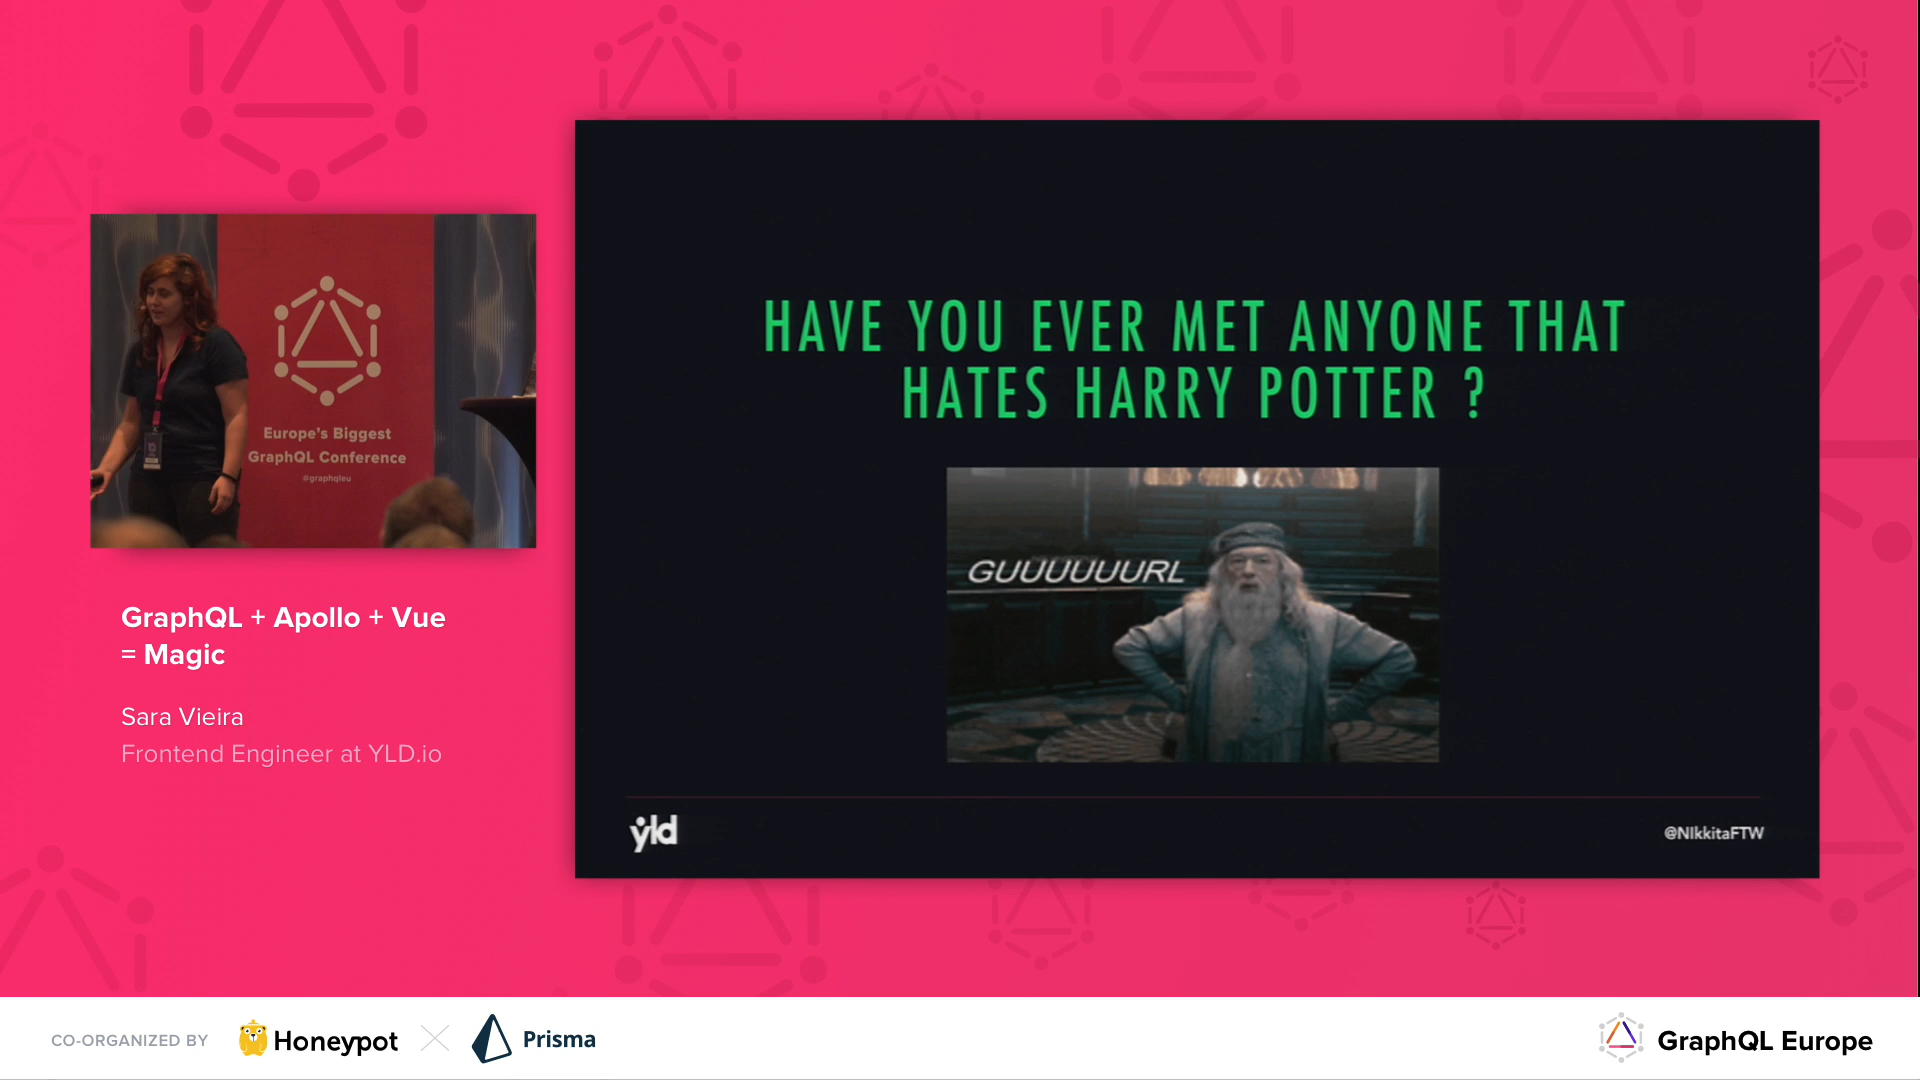 Europe's Biggest
GraphQL Conference
@graphqleu
GraphQL + Apollo + Vue
= Magic
Sara Vieira
Frontend Engineer at YLD.io
HAVE YOU EVER MET ANYONE THAT
HATES HARRY POTTER ?
GUUUUUURL
yld
@NIkkitaFTW
CO-ORGANIZED BY
Honeypot
Prisma
GraphQL Europe